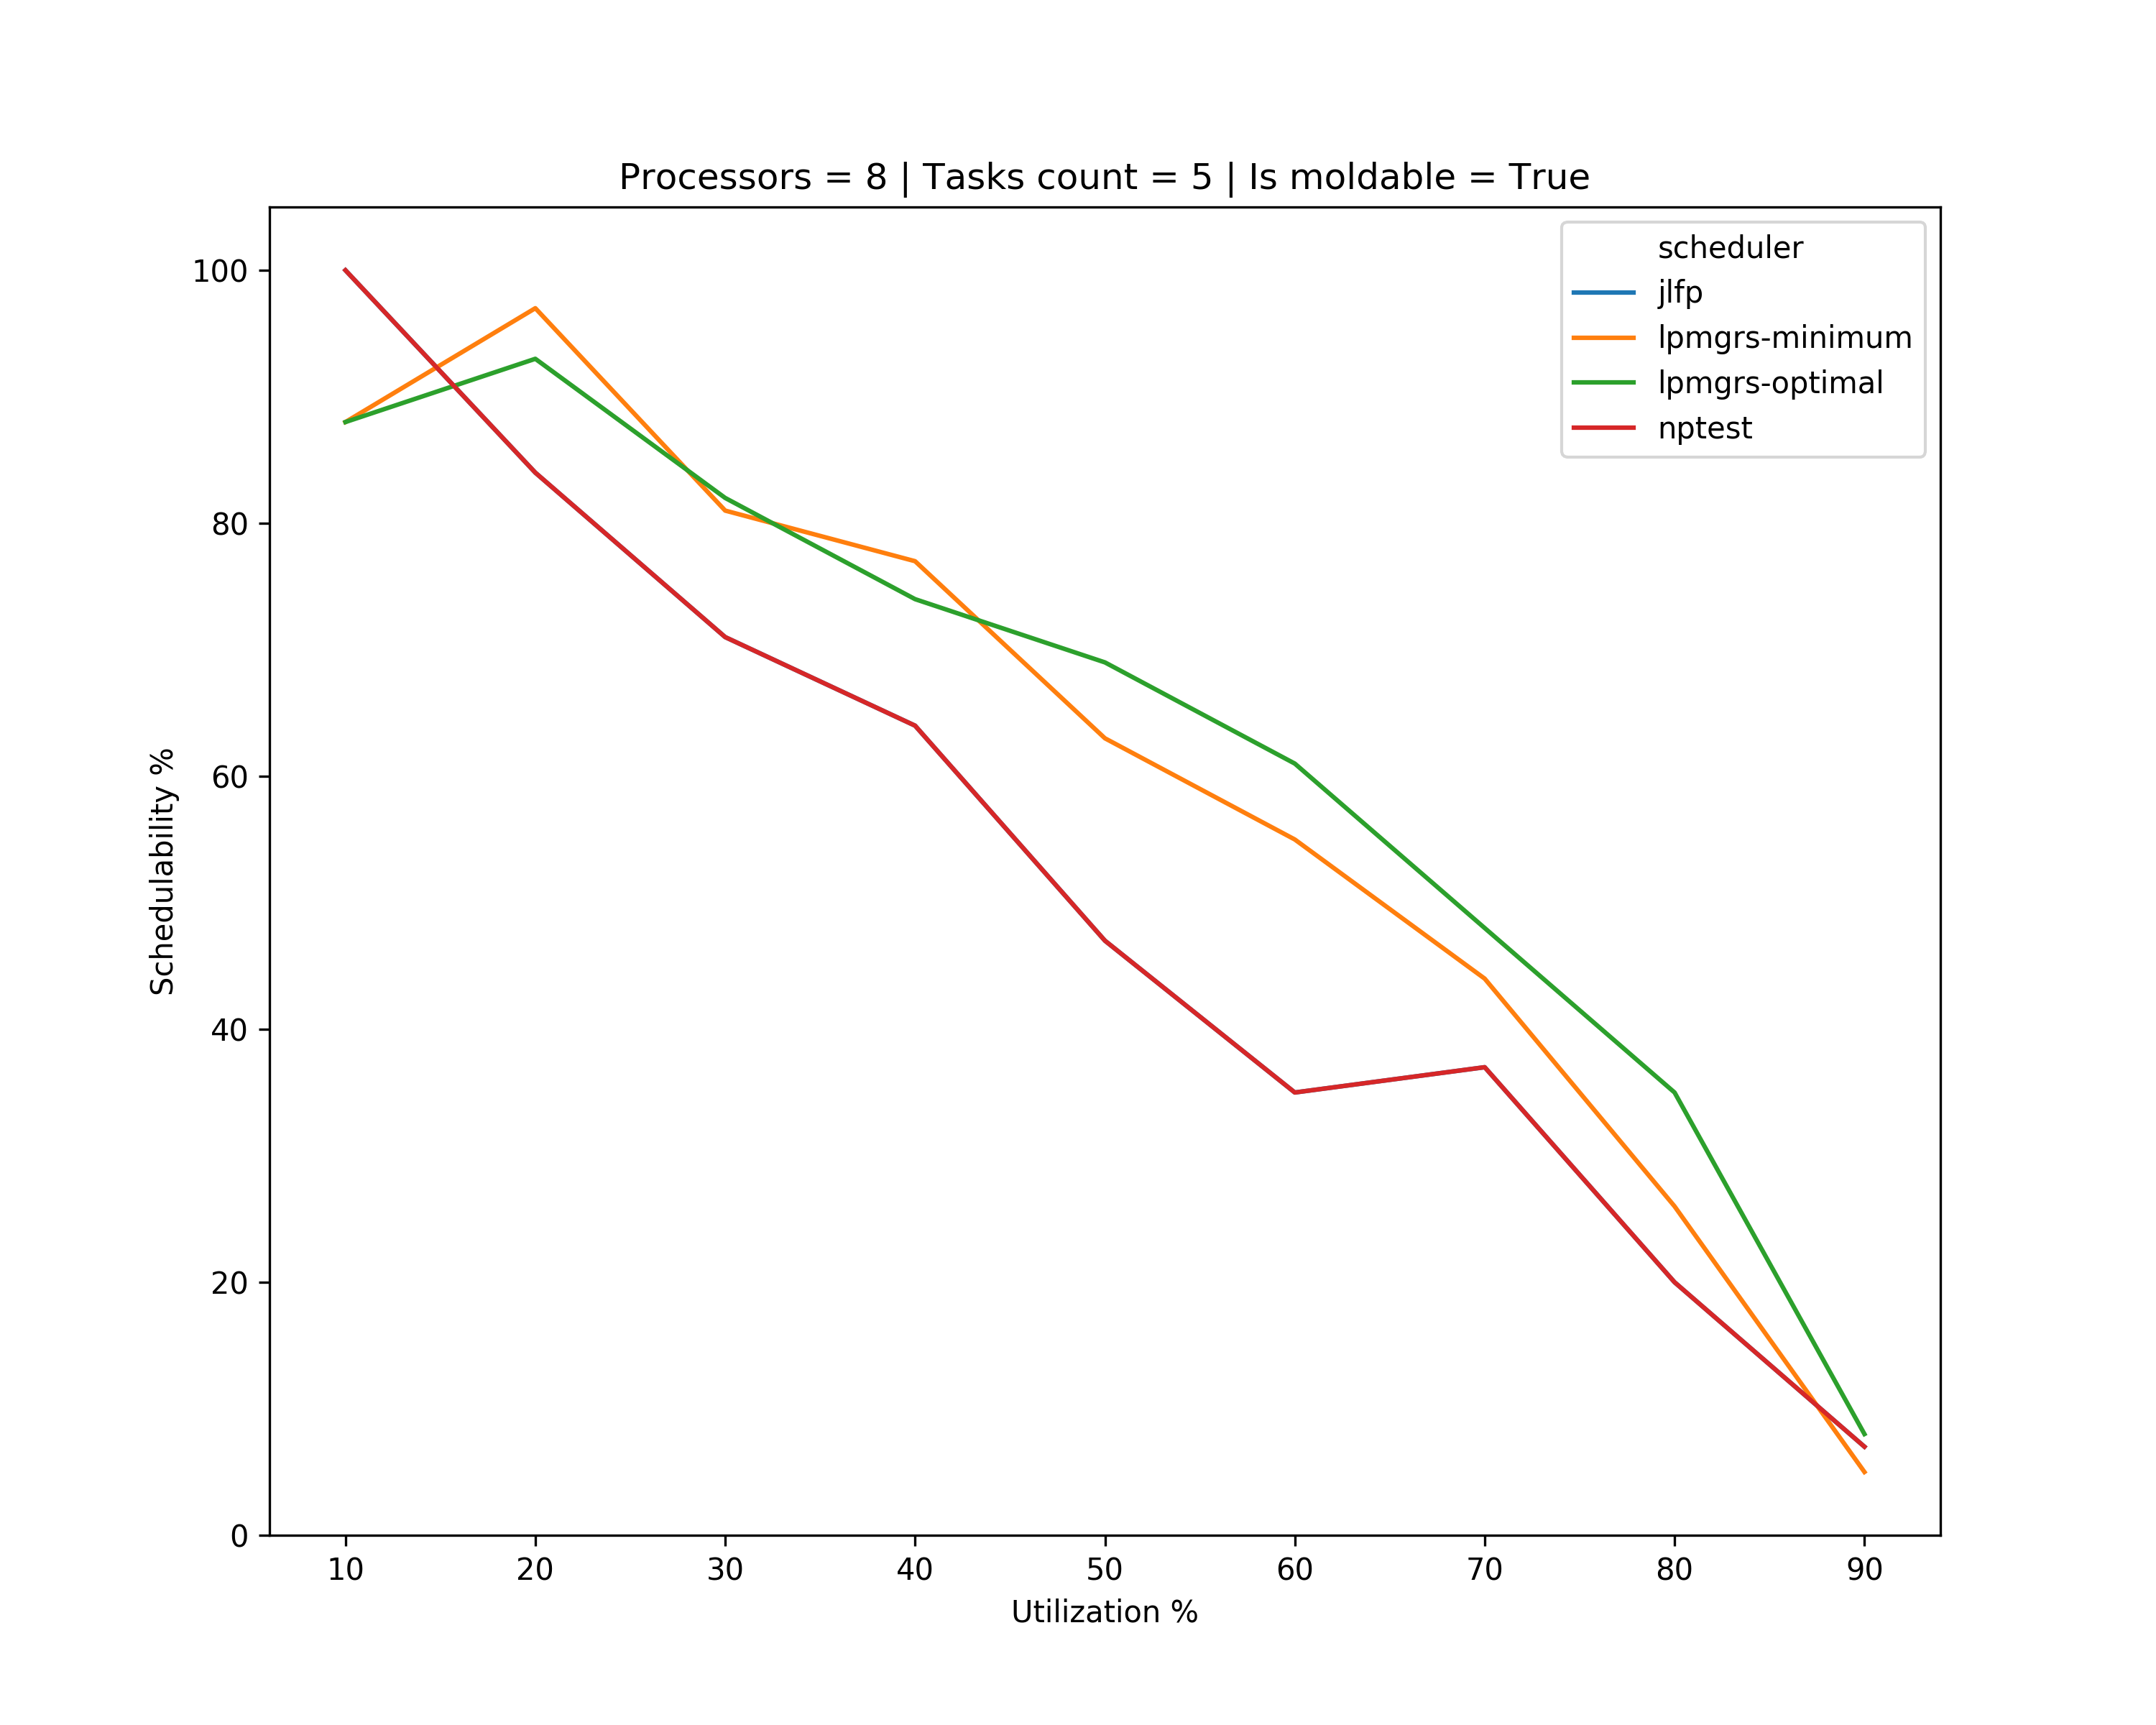 Processors = 8 | Tasks count = 5 | Is moldable = True
scheduler
jlfp
lpmgrs-minimum
lpmgrs-optimal
nptest
Schedulability %
100
80
60
40
20
0
10 20 30 40 50 60 70 80 90
Utilization %